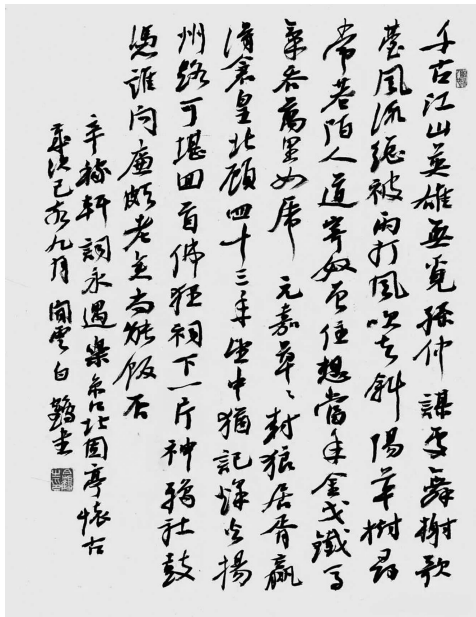 千古江山英雄無覓孫仲謀處舞榭歌
臺風流總被雨打風吹去斜陽草樹尋
常巷陌人道寄奴曾住想當年金戈鐵馬
氣吞萬里如虎 元嘉草々封狼居胥贏
得倉皇北顧四十三年望中猶記烽火揚
州路可堪回首佛狸祠下一片神鴉社鼓
憑誰問廉頗老矣尚能飯否
辛稼軒詞永遇樂京口北固亭懷古
歲次己亥九月 閒雲白鶴書